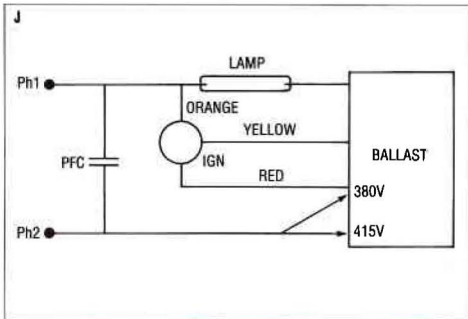 J
LAMP
Ph1
ORANGE
YELLOW
PFC
IGN
BALLAST
RED
380V
Ph2
415V